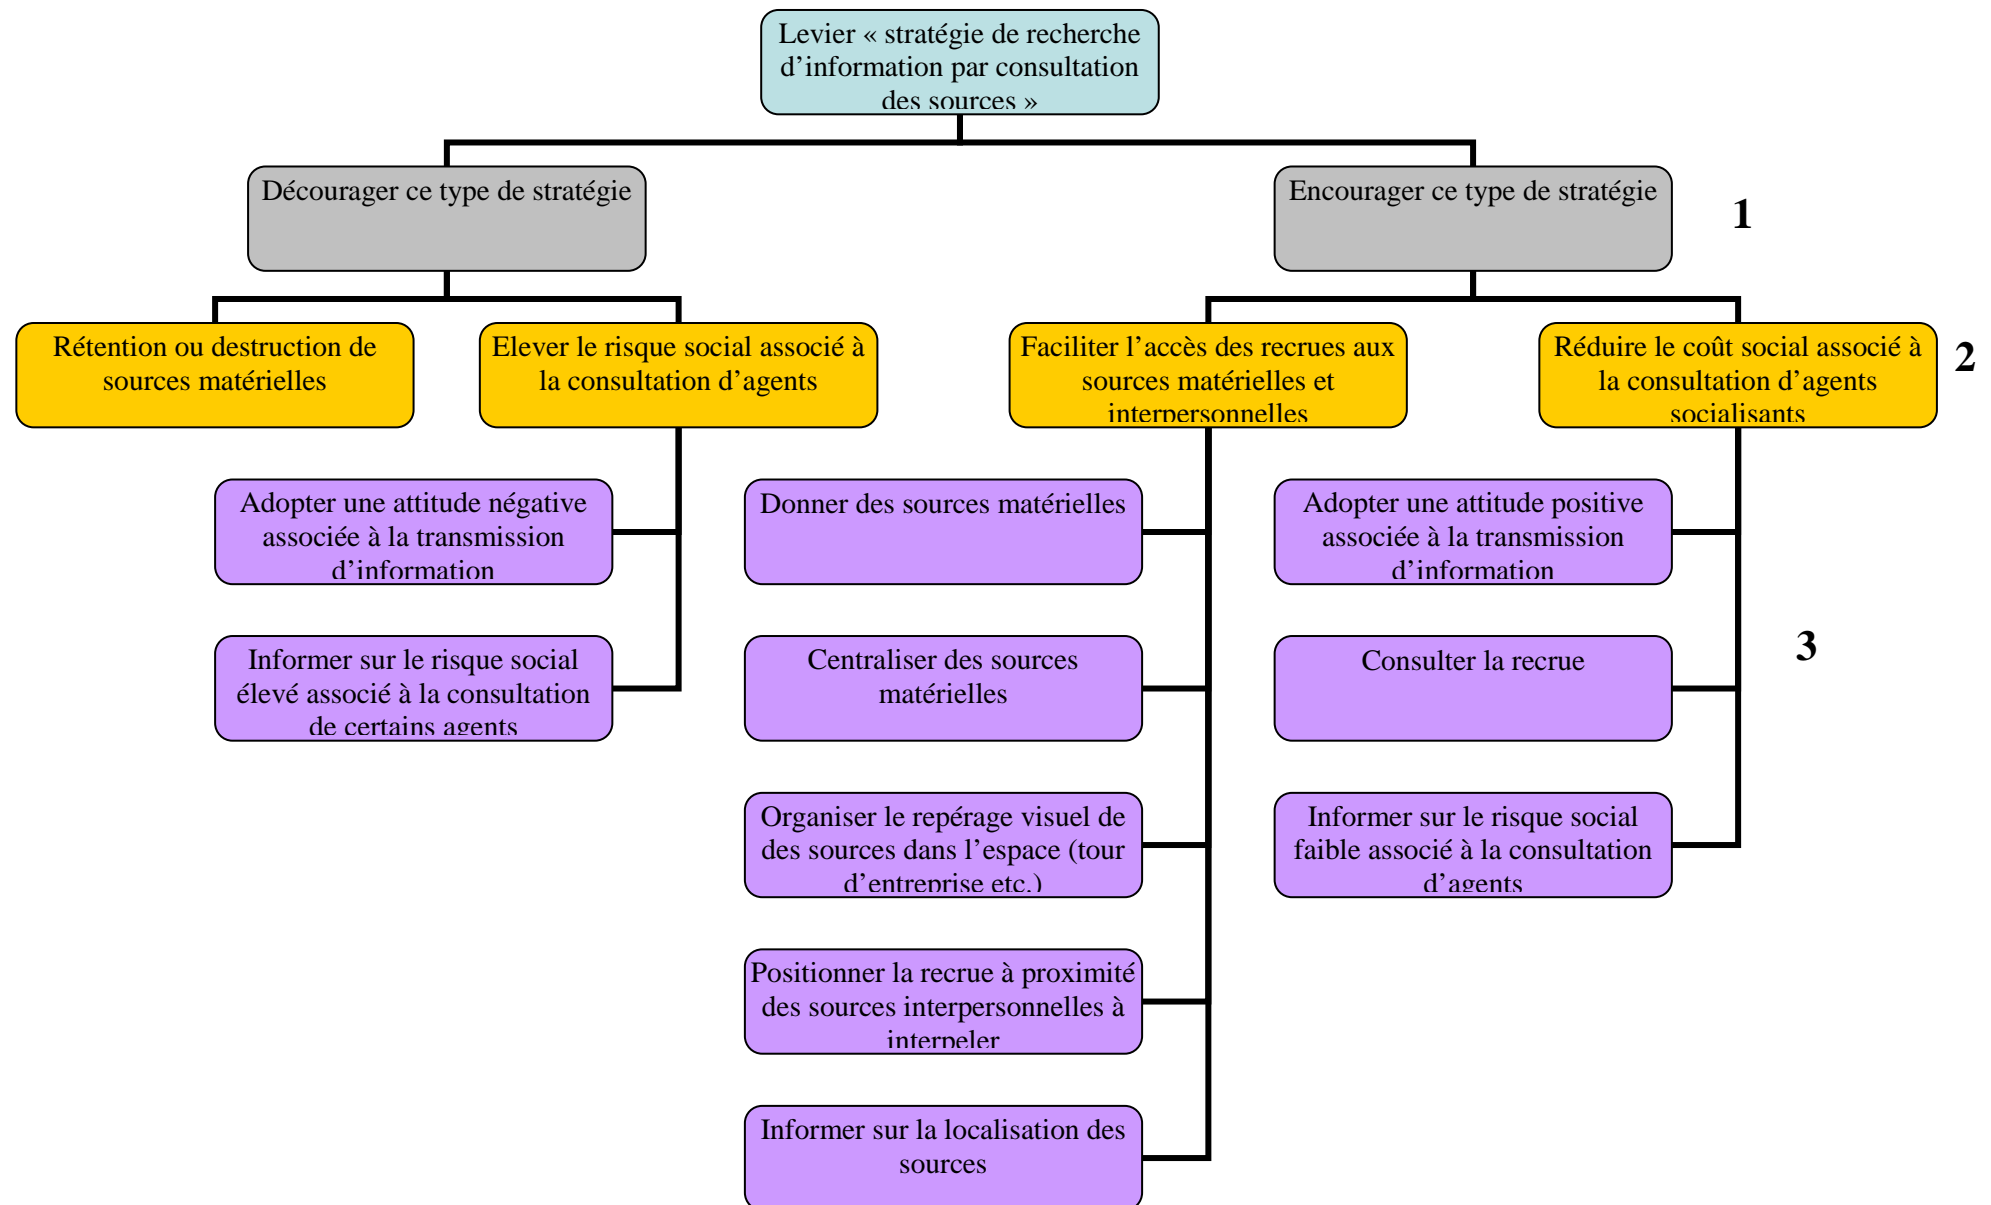 Levier « stratégie de recherche
d’information par consultation
des sources »
Décourager ce type de stratégie
Encourager ce type de stratégie
1
Rétention ou destruction de
sources matérielles
Elever le risque social associé à
la consultation d’agents
Faciliter l’accès des recrues aux
sources matérielles et
interpersonnelles
Réduire le coût social associé à
la consultation d’agents
socialisants
2
Adopter une attitude négative
associée à la transmission
d’information
Donner des sources matérielles
Adopter une attitude positive
associée à la transmission
d’information
Informer sur le risque social
élevé associé à la consultation
de certains agents
Centraliser des sources
matérielles
Consulter la recrue
3
Organiser le repérage visuel de
des sources dans l’espace (tour
d’entreprise etc.)
Informer sur le risque social
faible associé à la consultation
d’agents
Positionner la recrue à proximité
des sources interpersonnelles à
interpeler
Informer sur la localisation des
sources